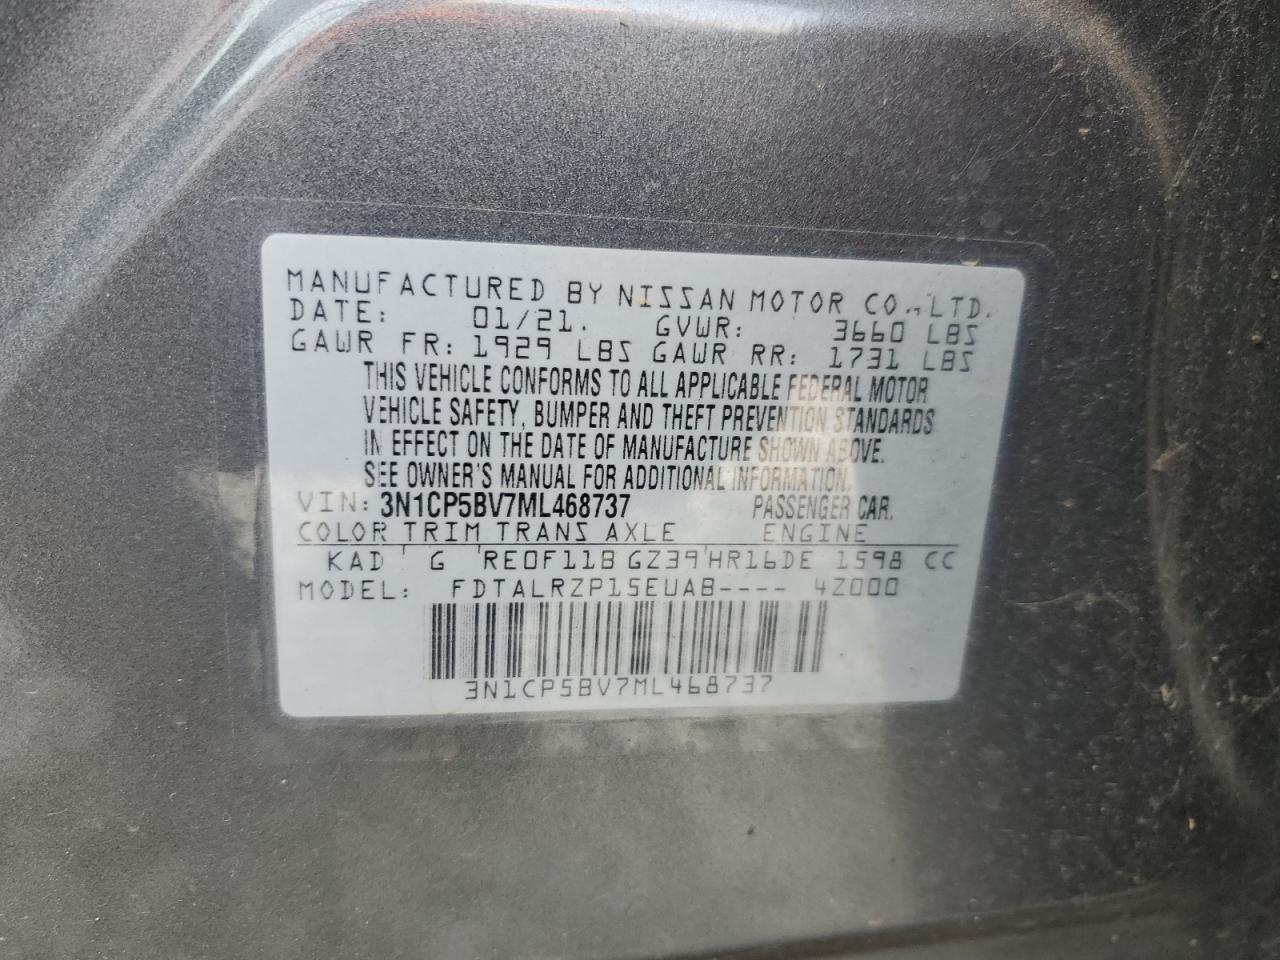 MANUFACTURED BY NISSAN MOTOR CO.,LTD.
DATE: 01/21. GVWR: 3660 LBS
GAWR FR: 1929 LBS GAWR RR: 1731 LBS
THIS VEHICLE CONFORMS TO ALL APPLICABLE FEDERAL MOTOR
VEHICLE SAFETY, BUMPER AND THEFT PREVENTION STANDARDS
IN EFFECT ON THE DATE OF MANUFACTURE SHOWN ABOVE.
SEE OWNER'S MANUAL FOR ADDITIONAL INFORMATION.
VIN: 3N1CP5BV7ML468737 PASSENGER CAR.
COLOR TRIM TRANS AXLE ENGINE
KAD G RE0F11B GZ39 HR16DE 1598 CC
MODEL: FDTALRZP15EUAB---- 4Z000
3N1CP5BV7ML468737